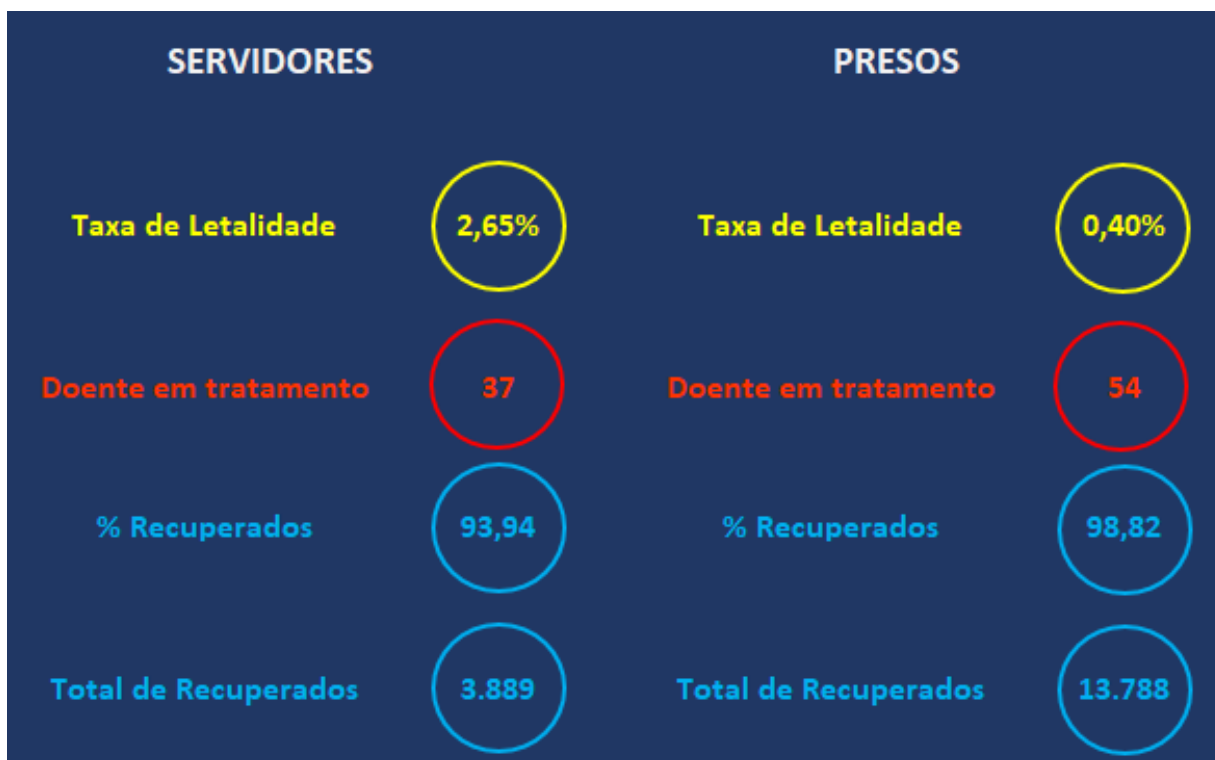 SERVIDORES
PRESOS
Taxa de Letalidade
2,65%
Taxa de Letalidade
0,40%
Doente em tratamento
37
Doente em tratamento
54
% Recuperados
93,94
% Recuperados
98,82
Total de Recuperados
3.889
Total de Recuperados
13.788